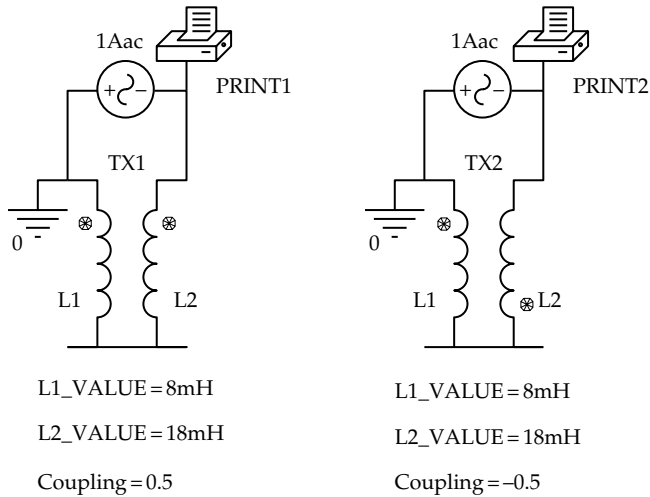 1Aac
+ −
PRINT1
TX1
0
L1
L2
L1_VALUE = 8mH
L2_VALUE = 18mH
Coupling = 0.5
1Aac
+ −
PRINT2
TX2
0
L1
L2
L1_VALUE = 8mH
L2_VALUE = 18mH
Coupling = –0.5